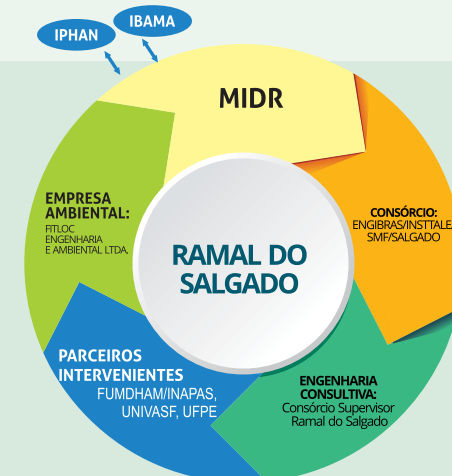 IPHAN
IBAMA
MIDR
EMPRESA
AMBIENTAL:
FITLOC
ENGENHARIA
E AMBIENTAL LTDA.
CONSÓRCIO:
ENGIBRAS/INSTTALE
SMF/SALGADO
RAMAL DO
SALGADO
PARCEIROS
INTERVENIENTES
FUMDHAM/INAPAS,
UNIVASF, UFPE
ENGENHARIA
CONSULTIVA:
Consórcio Supervisor
Ramal do Salgado